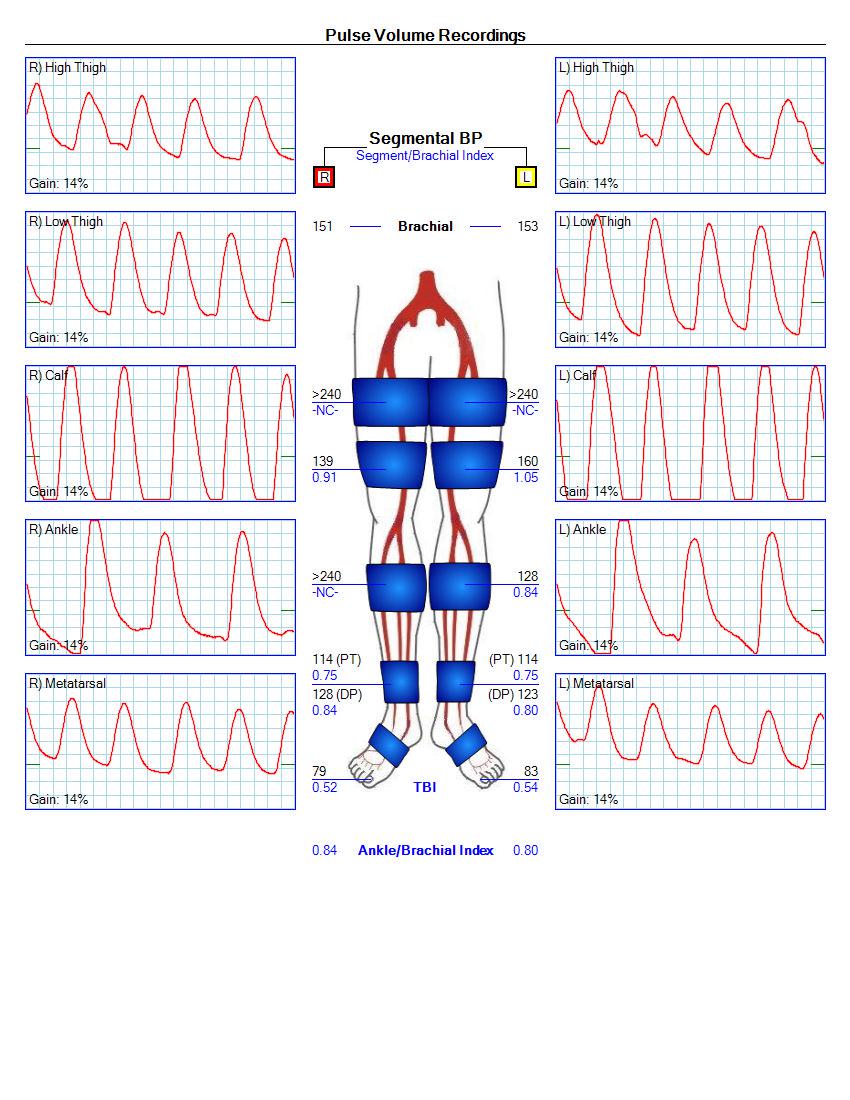 Pulse Volume Recordings
R) High Thigh
Gain: 14%
L) High Thigh
Gain: 14%
Segmental BP
Segment/Brachial Index
R
L
151 Brachial 153
R) Low Thigh
Gain: 14%
L) Low Thigh
Gain: 14%
R) Calf
Gain: 14%
L) Calf
Gain: 14%
>240 >240
-NC- -NC-
139 160
0.91 1.05
R) Ankle
Gain: 14%
L) Ankle
Gain: 14%
>240 128
-NC- 0.84
114 (PT) (PT) 114
0.75 0.75
128 (DP) (DP) 123
0.84 0.80
R) Metatarsal
Gain: 14%
L) Metatarsal
Gain: 14%
79 83
0.52 TBI 0.54
0.84 Ankle/Brachial Index 0.80